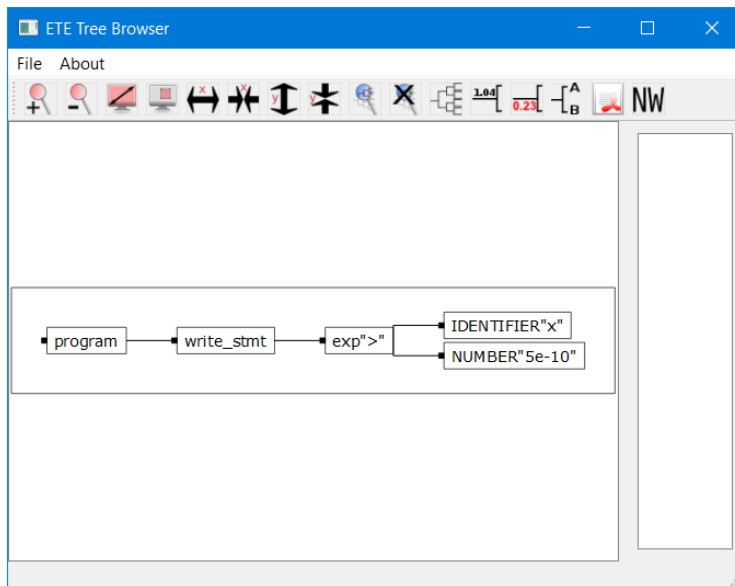 ETE Tree Browser
File About
x x y y 1.04 0.23 A B NW
program write_stmt exp">" IDENTIFIER"x"
NUMBER"5e-10"